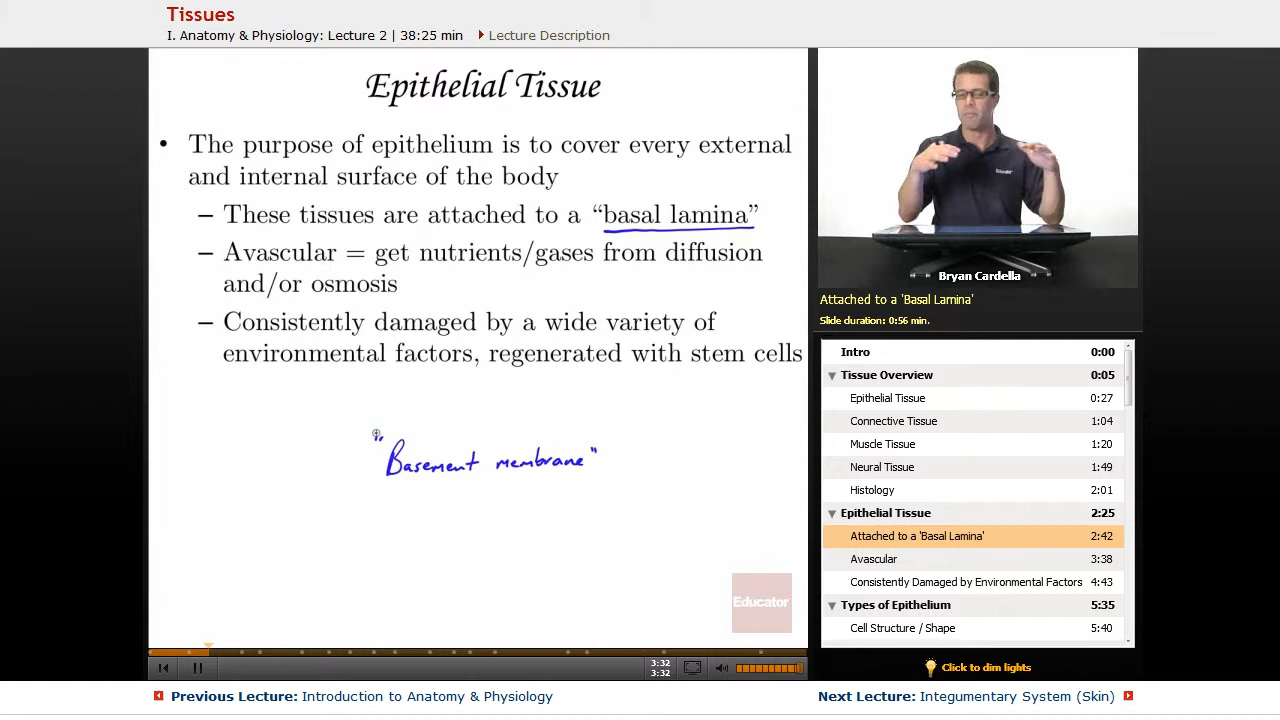 Tissues
I. Anatomy & Physiology: Lecture 2 | 38:25 min Lecture Description
Epithelial Tissue
• The purpose of epithelium is to cover every external
and internal surface of the body
– These tissues are attached to a “basal lamina”
– Avascular = get nutrients/gases from diffusion
and/or osmosis
– Consistently damaged by a wide variety of
environmental factors, regenerated with stem cells
"Basement membrane"
Educator
3:32
3:32
Bryan Cardella
Attached to a 'Basal Lamina'
Slide duration: 0:56 min.
Intro 0:00
Tissue Overview 0:05
Epithelial Tissue 0:27
Connective Tissue 1:04
Muscle Tissue 1:20
Neural Tissue 1:49
Histology 2:01
Epithelial Tissue 2:25
Attached to a 'Basal Lamina' 2:42
Avascular 3:38
Consistently Damaged by Environmental Factors 4:43
Types of Epithelium 5:35
Cell Structure / Shape 5:40
Click to dim lights
Previous Lecture: Introduction to Anatomy & Physiology
Next Lecture: Integumentary System (Skin)